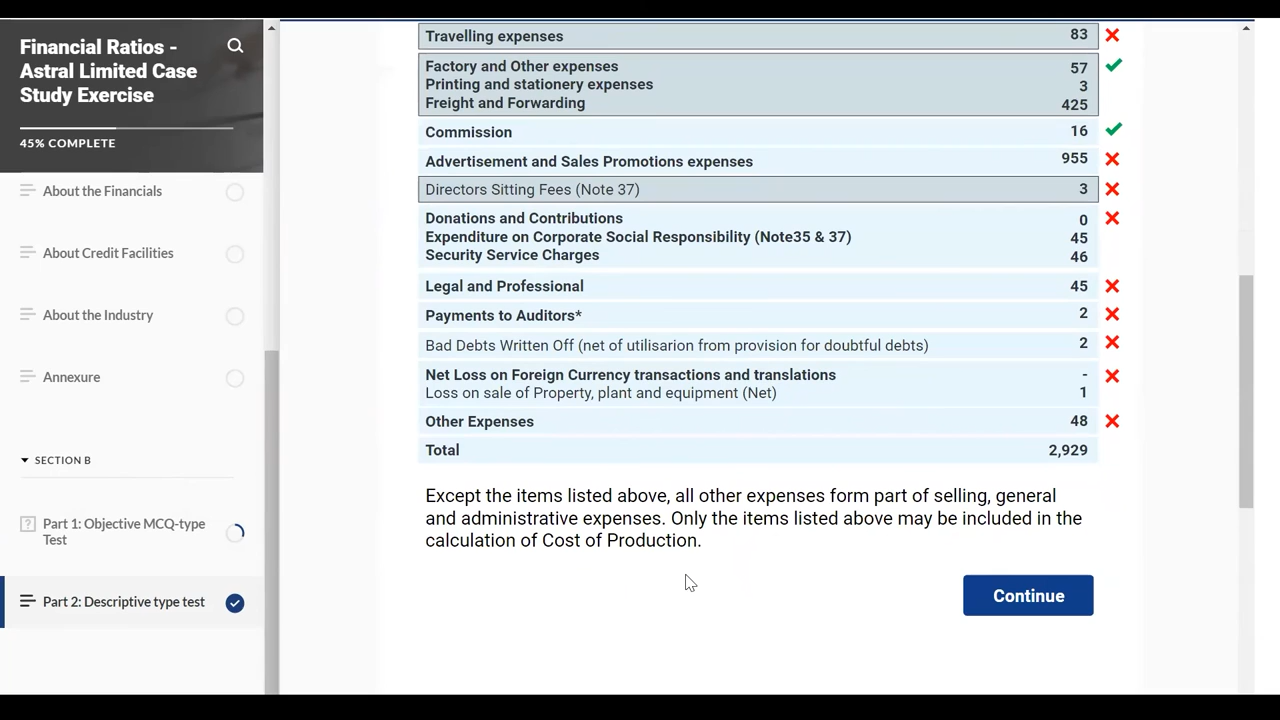 Financial Ratios -
Astral Limited Case
Study Exercise
45% COMPLETE
About the Financials
About Credit Facilities
About the Industry
Annexure
SECTION B
Part 1: Objective MCQ-type
Test
Part 2: Descriptive type test
Travelling expenses 83
Factory and Other expenses 57
Printing and stationery expenses 3
Freight and Forwarding 425
Commission 16
Advertisement and Sales Promotions expenses 955
Directors Sitting Fees (Note 37) 3
Donations and Contributions 0
Expenditure on Corporate Social Responsibility (Note35 & 37) 45
Security Service Charges 46
Legal and Professional 45
Payments to Auditors* 2
Bad Debts Written Off (net of utilisarion from provision for doubtful debts) 2
Net Loss on Foreign Currency transactions and translations -
Loss on sale of Property, plant and equipment (Net) 1
Other Expenses 48
Total 2,929
Except the items listed above, all other expenses form part of selling, general
and administrative expenses. Only the items listed above may be included in the
calculation of Cost of Production.
Continue